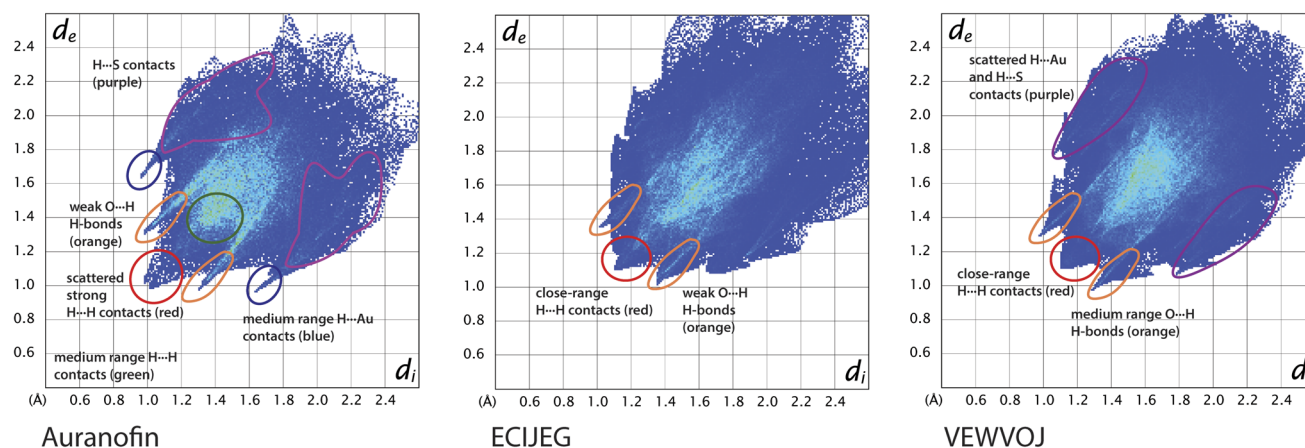 de
2.4
2.2
2.0
1.8
1.6
1.4
1.2
1.0
0.8
0.6
H···S contacts
(purple)
weak O···H
H-bonds
(orange)
scattered
strong
H···H contacts (red)
medium range H···Au
contacts (blue)
medium range H···H
contacts (green)
di
(Å) 0.6 0.8 1.0 1.2 1.4 1.6 1.8 2.0 2.2 2.4
Auranofin
de
2.4
2.2
2.0
1.8
1.6
1.4
1.2
1.0
0.8
0.6
close-range
H···H contacts (red)
weak O···H
H-bonds
(orange)
di
(Å) 0.6 0.8 1.0 1.2 1.4 1.6 1.8 2.0 2.2 2.4
ECIJEG
de
2.4
2.2
2.0
1.8
1.6
1.4
1.2
1.0
0.8
0.6
scattered H···Au
and H···S
contacts (purple)
close-range
H···H contacts (red)
medium range O···H
H-bonds (orange)
d
(Å) 0.6 0.8 1.0 1.2 1.4 1.6 1.8 2.0 2.2 2.4
VEWVOJ